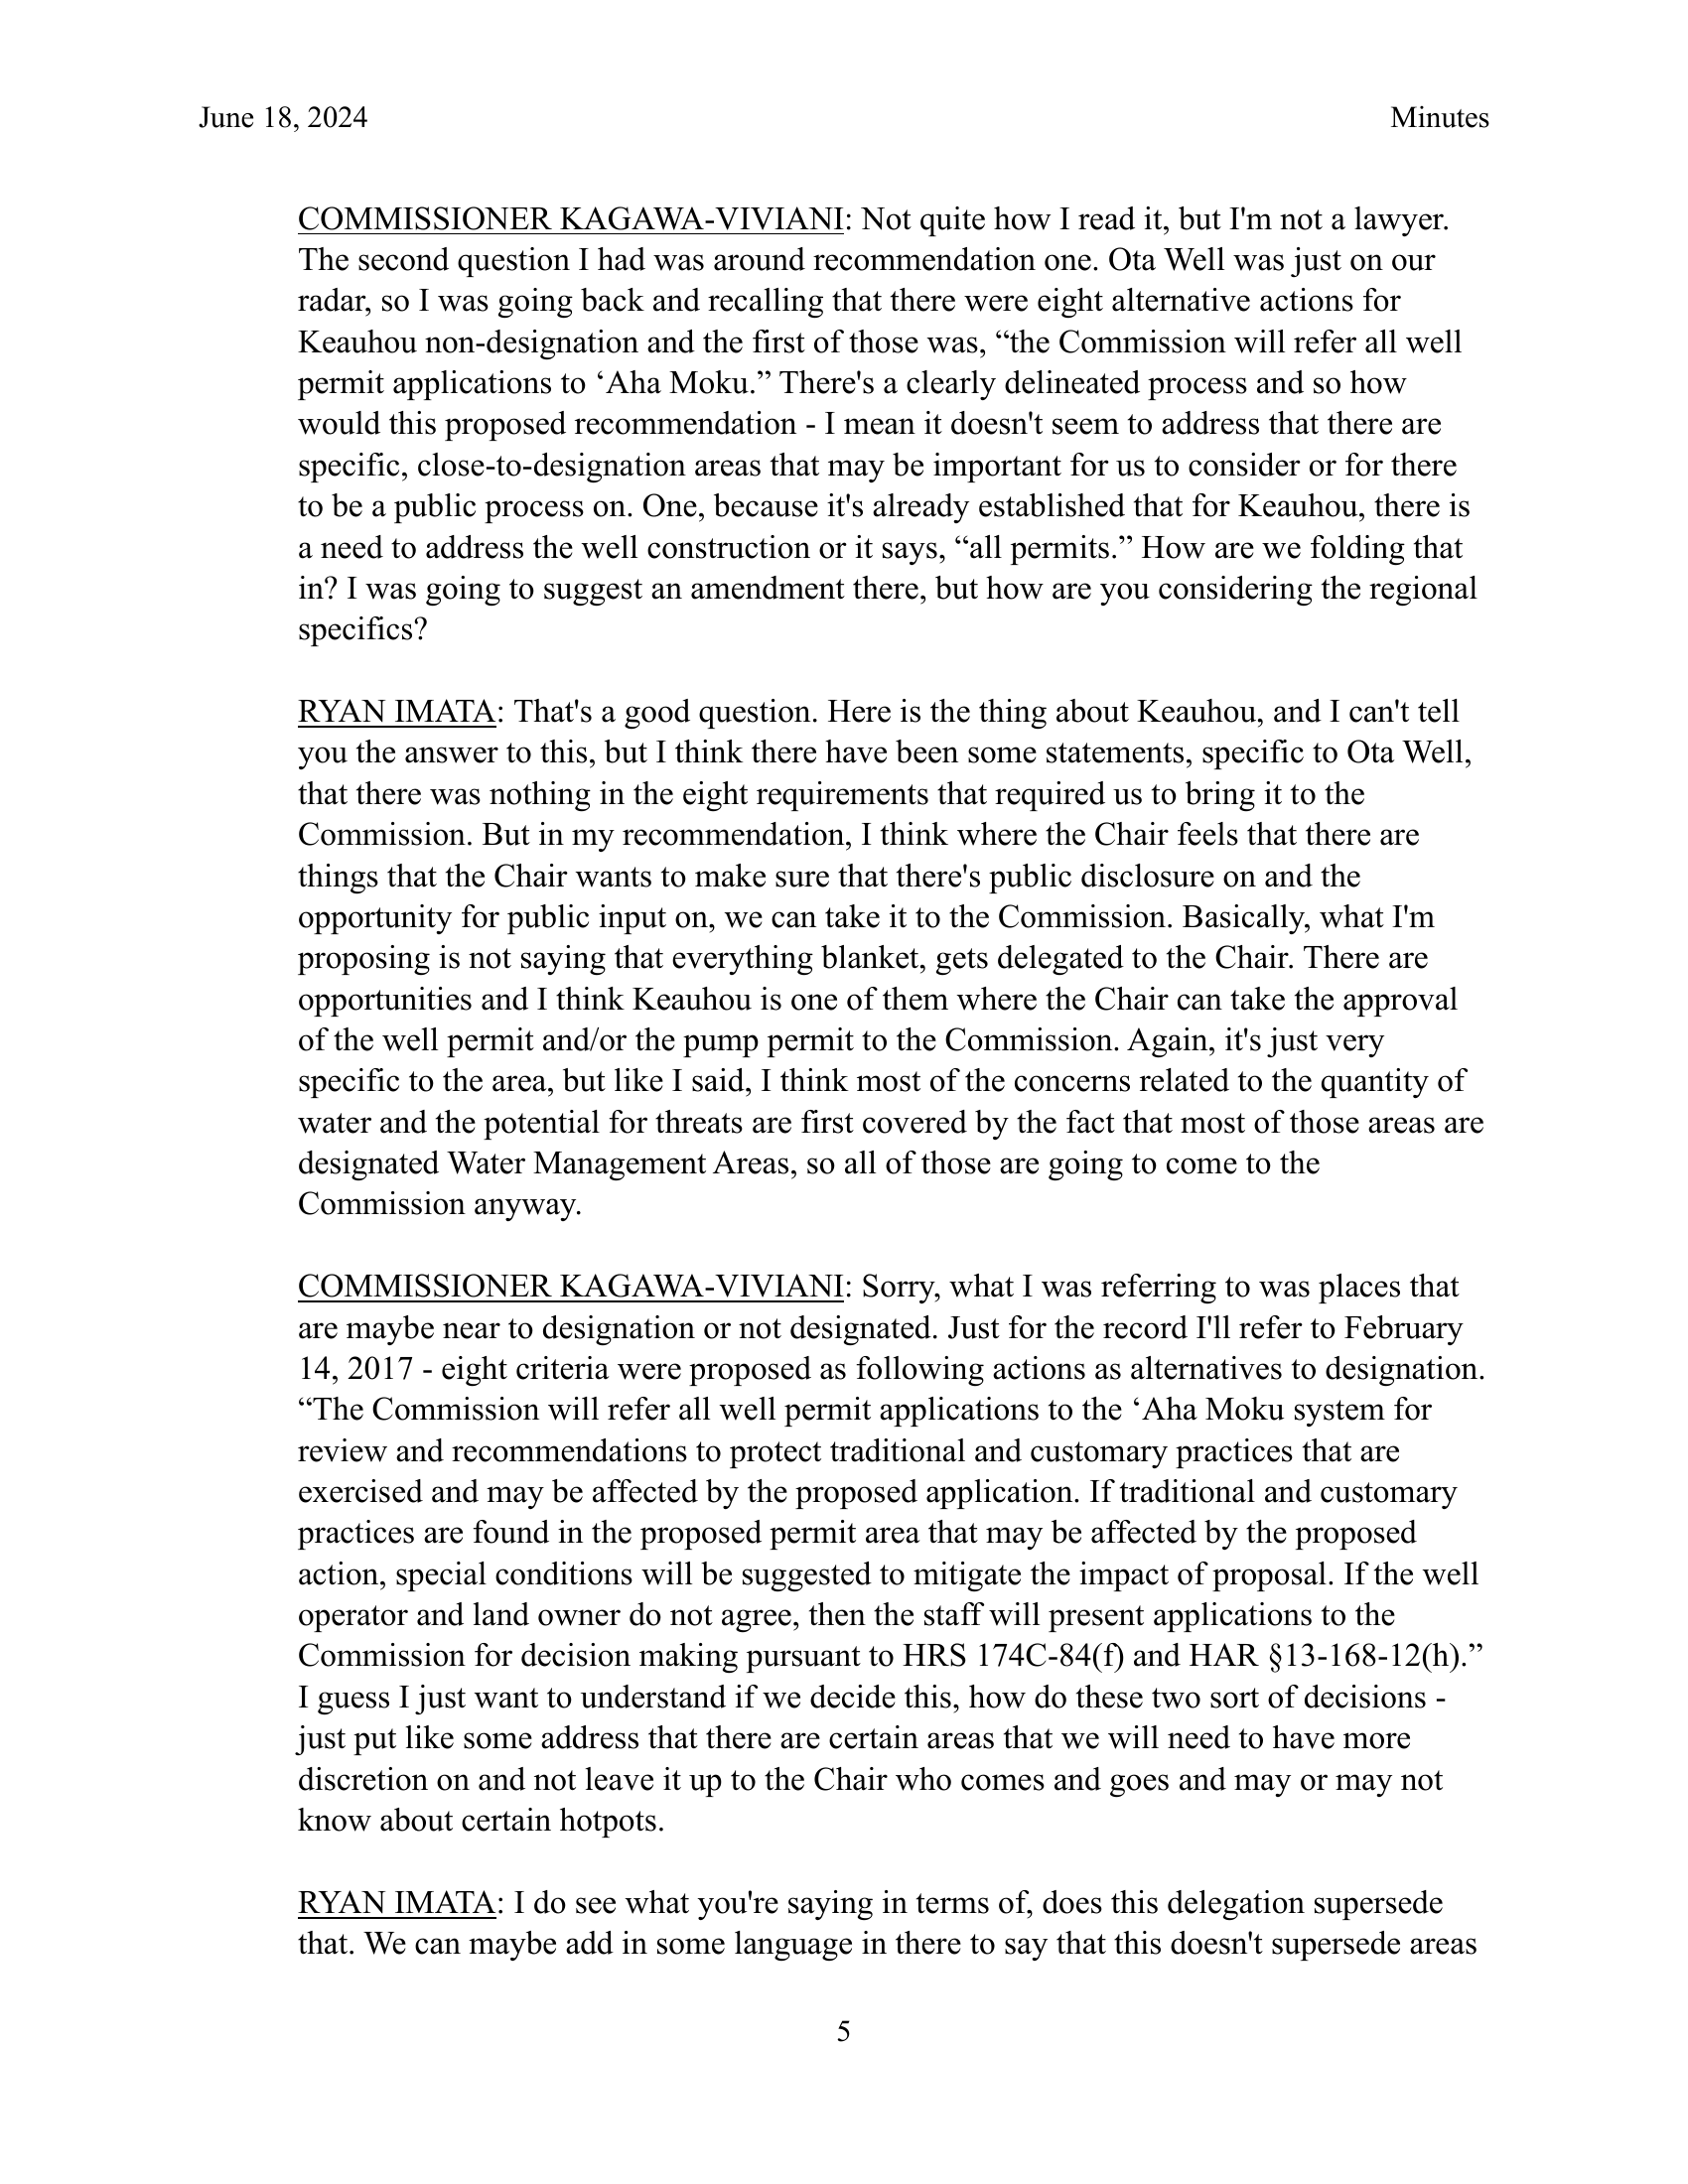 June 18, 2024 Minutes
COMMISSIONER KAGAWA-VIVIANI: Not quite how I read it, but I'm not a lawyer.
The second question I had was around recommendation one. Ota Well was just on our
radar, so I was going back and recalling that there were eight alternative actions for
Keauhou non-designation and the first of those was, “the Commission will refer all well
permit applications to ‘Aha Moku.” There's a clearly delineated process and so how
would this proposed recommendation - I mean it doesn't seem to address that there are
specific, close-to-designation areas that may be important for us to consider or for there
to be a public process on. One, because it's already established that for Keauhou, there is
a need to address the well construction or it says, “all permits.” How are we folding that
in? I was going to suggest an amendment there, but how are you considering the regional
specifics?
RYAN IMATA: That's a good question. Here is the thing about Keauhou, and I can't tell
you the answer to this, but I think there have been some statements, specific to Ota Well,
that there was nothing in the eight requirements that required us to bring it to the
Commission. But in my recommendation, I think where the Chair feels that there are
things that the Chair wants to make sure that there's public disclosure on and the
opportunity for public input on, we can take it to the Commission. Basically, what I'm
proposing is not saying that everything blanket, gets delegated to the Chair. There are
opportunities and I think Keauhou is one of them where the Chair can take the approval
of the well permit and/or the pump permit to the Commission. Again, it's just very
specific to the area, but like I said, I think most of the concerns related to the quantity of
water and the potential for threats are first covered by the fact that most of those areas are
designated Water Management Areas, so all of those are going to come to the
Commission anyway.
COMMISSIONER KAGAWA-VIVIANI: Sorry, what I was referring to was places that
are maybe near to designation or not designated. Just for the record I'll refer to February
14, 2017 - eight criteria were proposed as following actions as alternatives to designation.
“The Commission will refer all well permit applications to the ‘Aha Moku system for
review and recommendations to protect traditional and customary practices that are
exercised and may be affected by the proposed application. If traditional and customary
practices are found in the proposed permit area that may be affected by the proposed
action, special conditions will be suggested to mitigate the impact of proposal. If the well
operator and land owner do not agree, then the staff will present applications to the
Commission for decision making pursuant to HRS 174C-84(f) and HAR §13-168-12(h).”
I guess I just want to understand if we decide this, how do these two sort of decisions -
just put like some address that there are certain areas that we will need to have more
discretion on and not leave it up to the Chair who comes and goes and may or may not
know about certain hotpots.
RYAN IMATA: I do see what you're saying in terms of, does this delegation supersede
that. We can maybe add in some language in there to say that this doesn't supersede areas
5